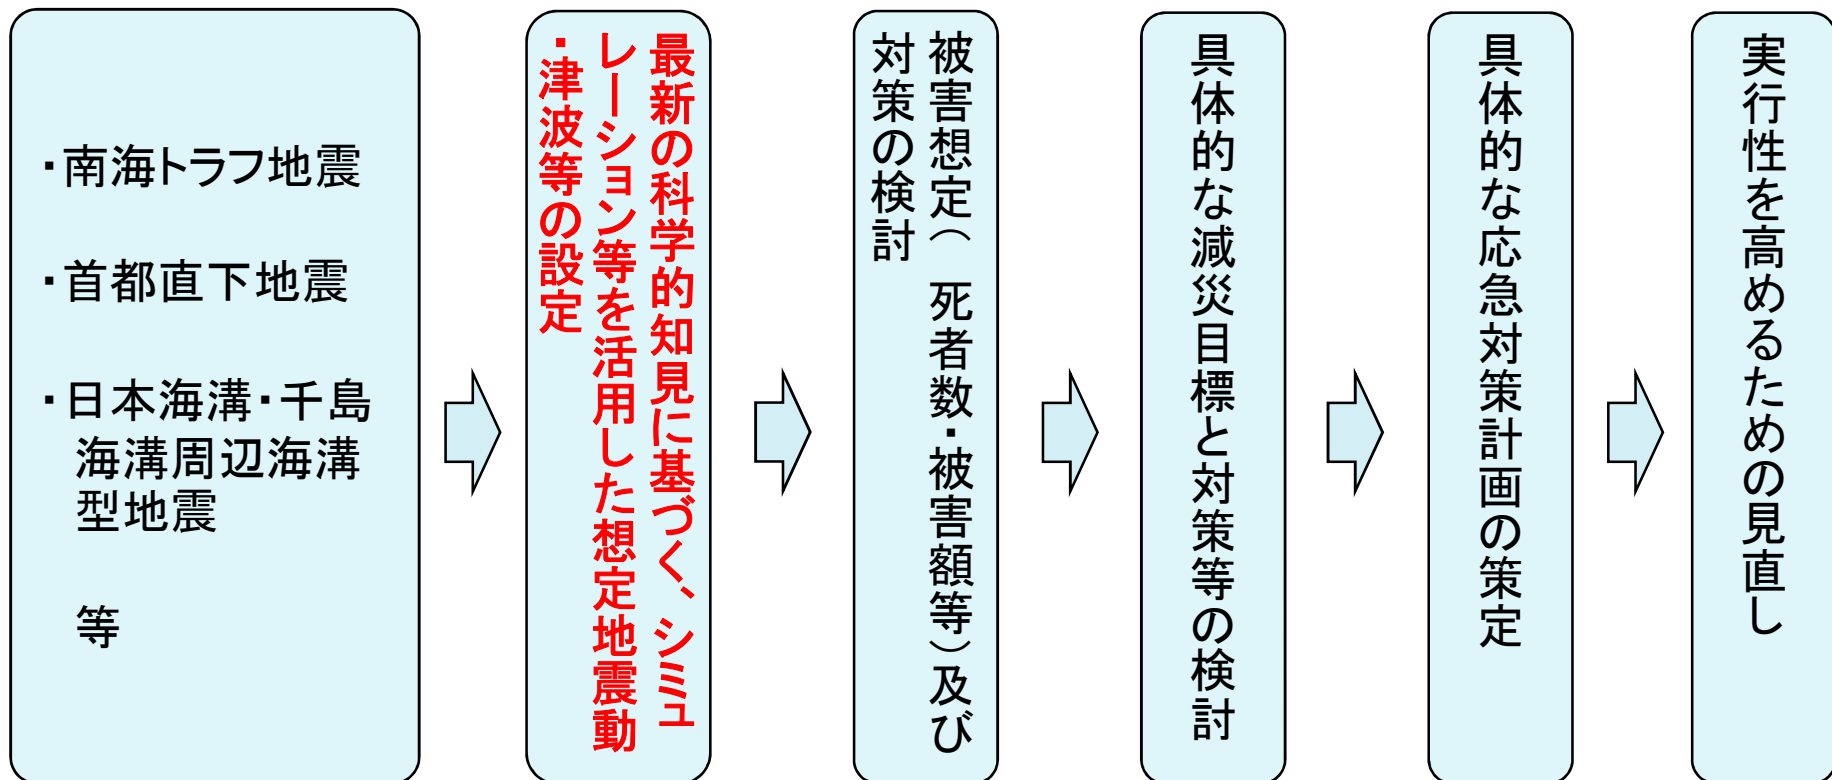 ・南海トラフ地震
・首都直下地震
・日本海溝・千島
海溝周辺海溝
型地震
等
最新の科学的知見に基づく、シミュ
レーション等を活用した想定地震動
・津波等の設定
被害想定（死者数・被害額等）及び
対策の検討
具体的な減災目標と対策等の検討
具体的な応急対策計画の策定
実行性を高めるための見直し